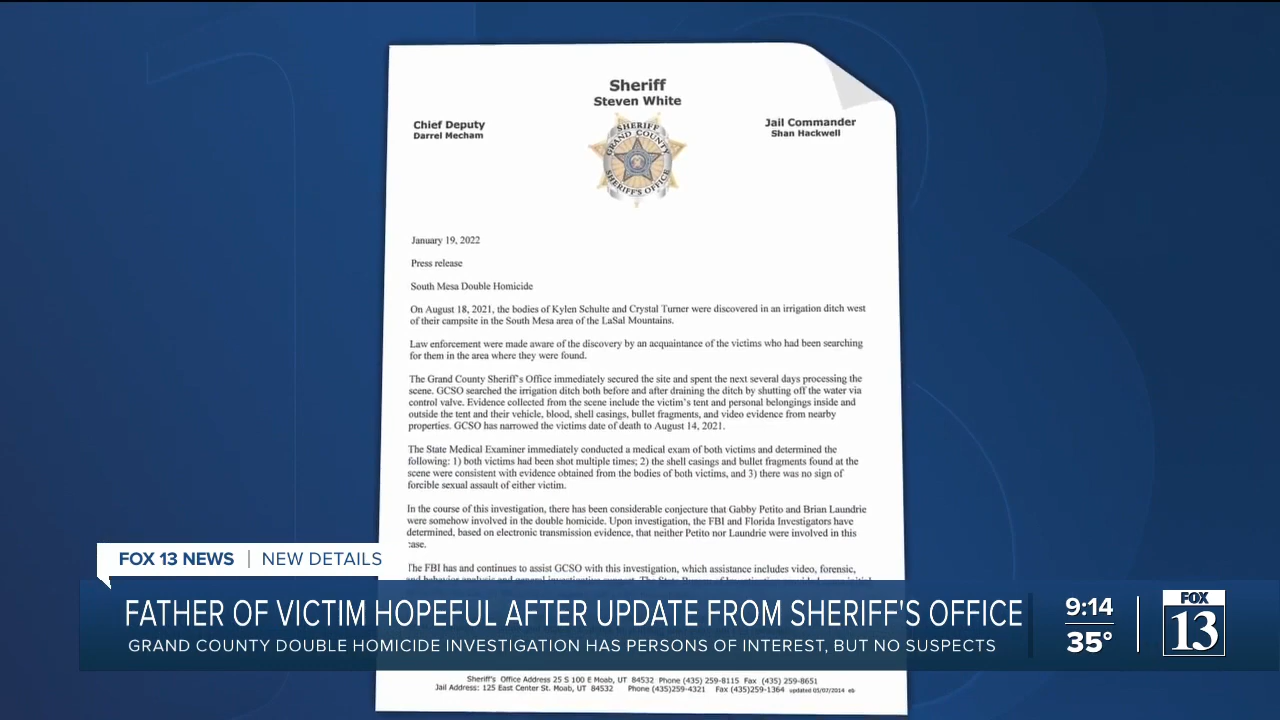 Sheriff
Steven White
Chief Deputy
Darrel Mecham
Jail Commander
Shan Hackwell
SHERIFF
GRAND COUNTY
SHERIFF'S OFFICE
January 19, 2022
Press release
South Mesa Double Homicide
On August 18, 2021, the bodies of Kylen Schulte and Crystal Turner were discovered in an irrigation ditch west
of their campsite in the South Mesa area of the LaSal Mountains.
Law enforcement were made aware of the discovery by an acquaintance of the victims who had been searching
for them in the area where they were found.
The Grand County Sheriff's Office immediately secured the site and spent the next several days processing the
scene. GCSO searched the irrigation ditch both before and after draining the ditch by shutting off the water via
control valve. Evidence collected from the scene include the victim's tent and personal belongings inside and
outside the tent and their vehicle, blood, shell casings, bullet fragments, and video evidence from nearby
properties. GCSO has narrowed the victims date of death to August 14, 2021.
The State Medical Examiner immediately conducted a medical exam of both victims and determined the
following: 1) both victims had been shot multiple times; 2) the shell casings and bullet fragments found at the
scene were consistent with evidence obtained from the bodies of both victims, and 3) there was no sign of
forcible sexual assault of either victim.
In the course of this investigation, there has been considerable conjecture that Gabby Petito and Brian Laundrie
were somehow involved in the double homicide. Upon investigation, the FBI and Florida Investigators have
determined, based on electronic transmission evidence, that neither Petito nor Laundrie were involved in this
case.
The FBI has and continues to assist GCSO with this investigation, which assistance includes video, forensic,
FOX 13 NEWS | NEW DETAILS
FATHER OF VICTIM HOPEFUL AFTER UPDATE FROM SHERIFF'S OFFICE
GRAND COUNTY DOUBLE HOMICIDE INVESTIGATION HAS PERSONS OF INTEREST, BUT NO SUSPECTS
9:14
35°
FOX
13
Sheriff's Office Address 25 S 100 E Moab, UT 84532 Phone (435) 259-8115 Fax (435) 259-8651
Jail Address: 125 East Center St. Moab, UT 84532 Phone (435)259-4321 Fax (435)259-1364 updated 05/07/2014 eb